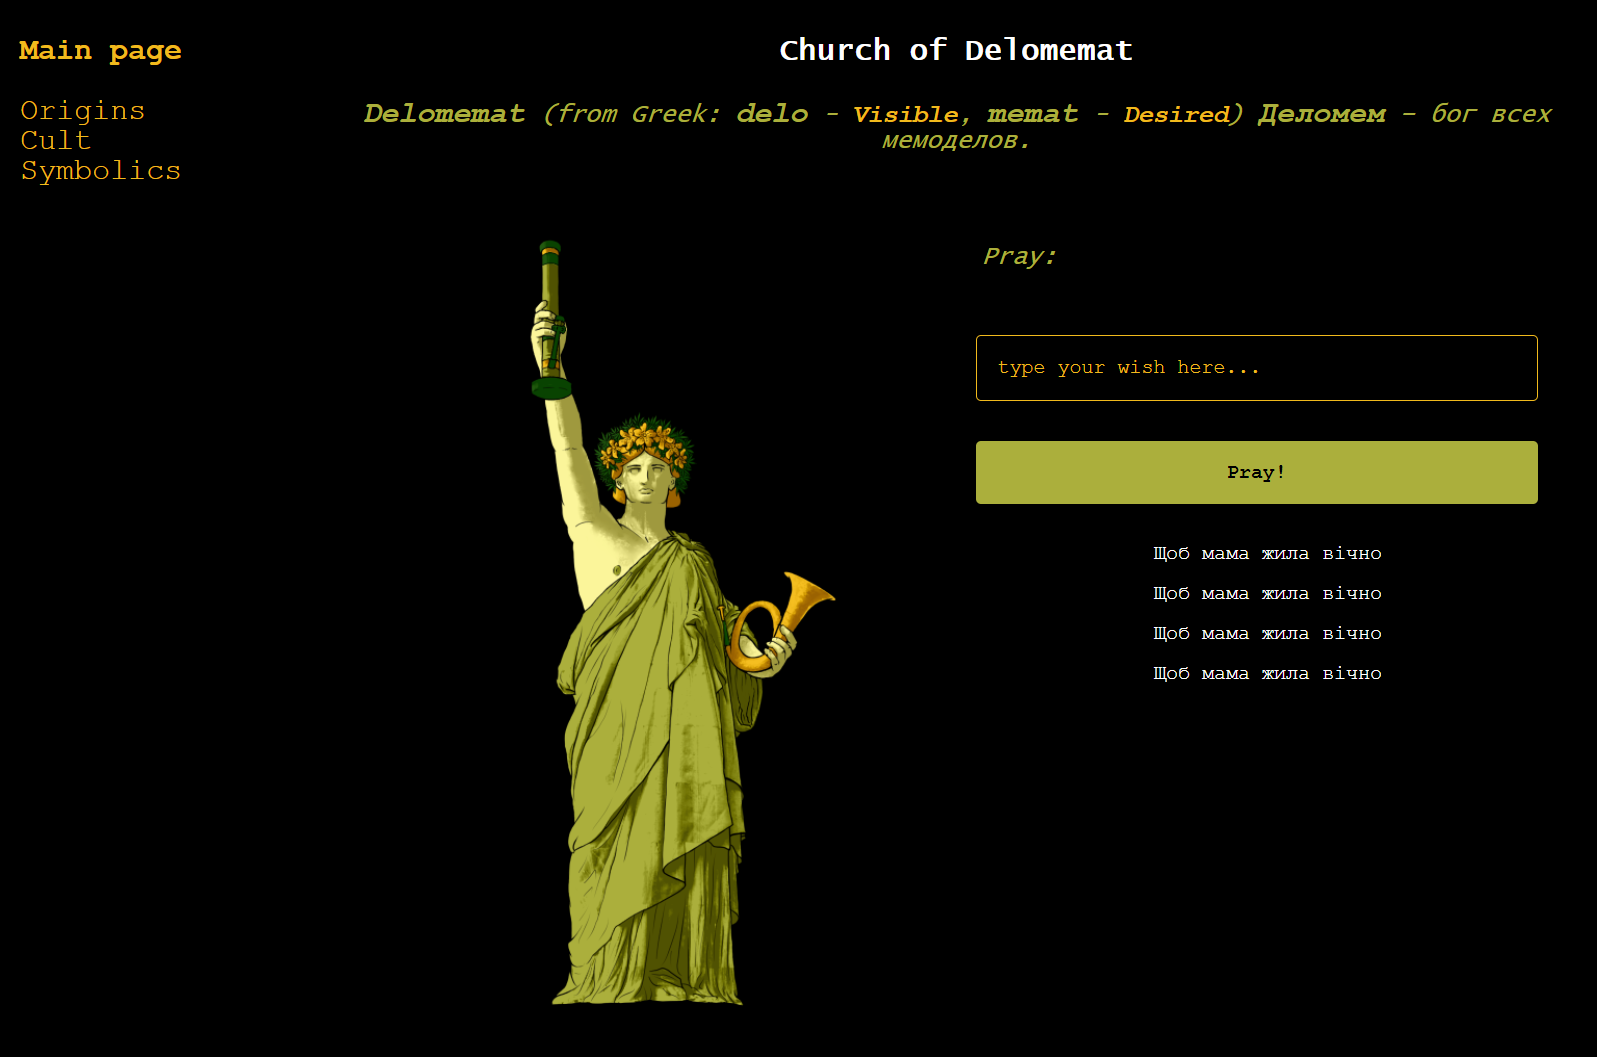 Main page
Origins
Cult
Symbolics
Church of Delomemat
Delomemat (from Greek: delo - Visible, memat - Desired) Деломем - бог всех
мемоделов.
Pray:
type your wish here...
Pray!
Щоб мама жила вічно
Щоб мама жила вічно
Щоб мама жила вічно
Щоб мама жила вічно